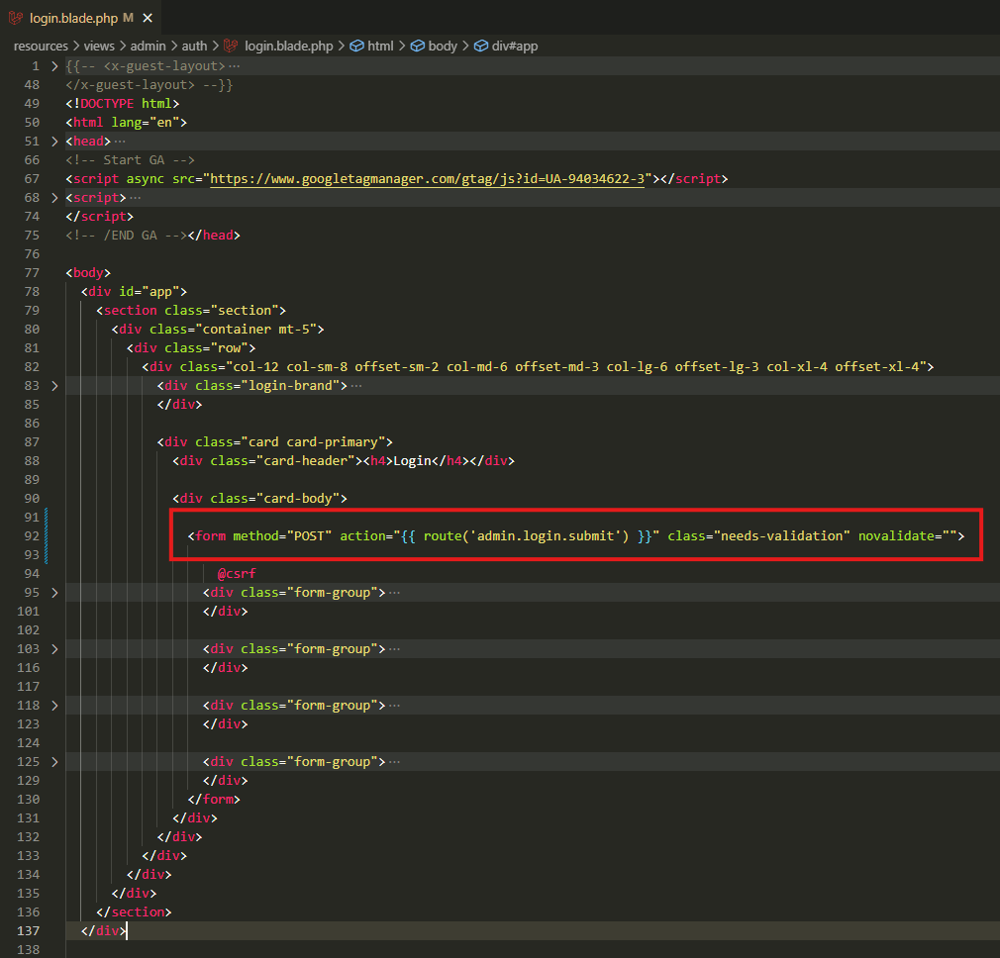 login.blade.php M
resources > views > admin > auth > login.blade.php > html > body > div#app
1 {{-- <x-guest-layout>···
48 </x-guest-layout> --}}
49 <!DOCTYPE html>
50 <html lang="en">
51 <head>···
66 <!-- Start GA -->
67 <script async src="https://www.googletagmanager.com/gtag/js?id=UA-94034622-3"></script>
68 <script>···
74 </script>
75 <!-- /END GA --></head>
76
77 <body>
78 <div id="app">
79 <section class="section">
80 <div class="container mt-5">
81 <div class="row">
82 <div class="col-12 col-sm-8 offset-sm-2 col-md-6 offset-md-3 col-lg-6 offset-lg-3 col-xl-4 offset-xl-4">
83 <div class="login-brand">···
85 </div>
86
87 <div class="card card-primary">
88 <div class="card-header"><h4>Login</h4></div>
89
90 <div class="card-body">
91
92 <form method="POST" action="{{ route('admin.login.submit') }}" class="needs-validation" novalidate="">
93
94 @csrf
95 <div class="form-group">···
101 </div>
102
103 <div class="form-group">···
116 </div>
117
118 <div class="form-group">···
123 </div>
124
125 <div class="form-group">···
129 </div>
130 </form>
131 </div>
132 </div>
133 </div>
134 </div>
135 </div>
136 </section>
137 </div>
138